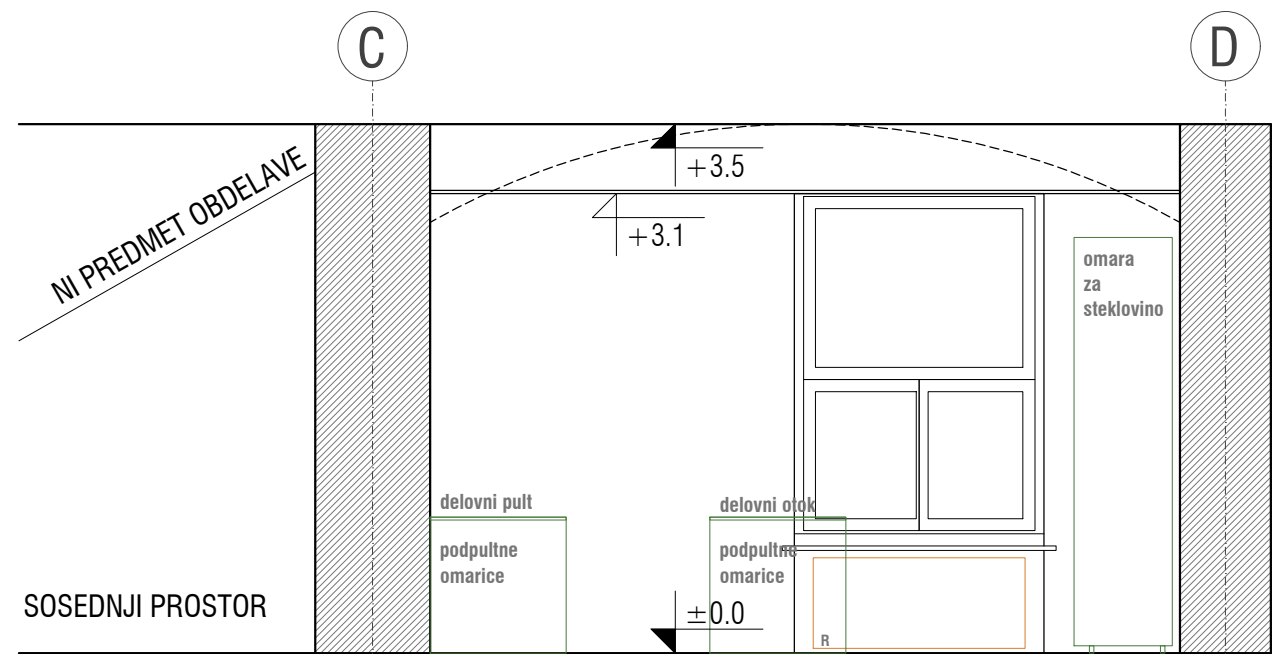 C
D
NI PREDMET OBDELAVE
+3.5
+3.1
omara
za
steklovino
delovni pult
delovni otok
podpultne
omarice
podpultne
omarice
SOSEDNJI PROSTOR
±0.0
R